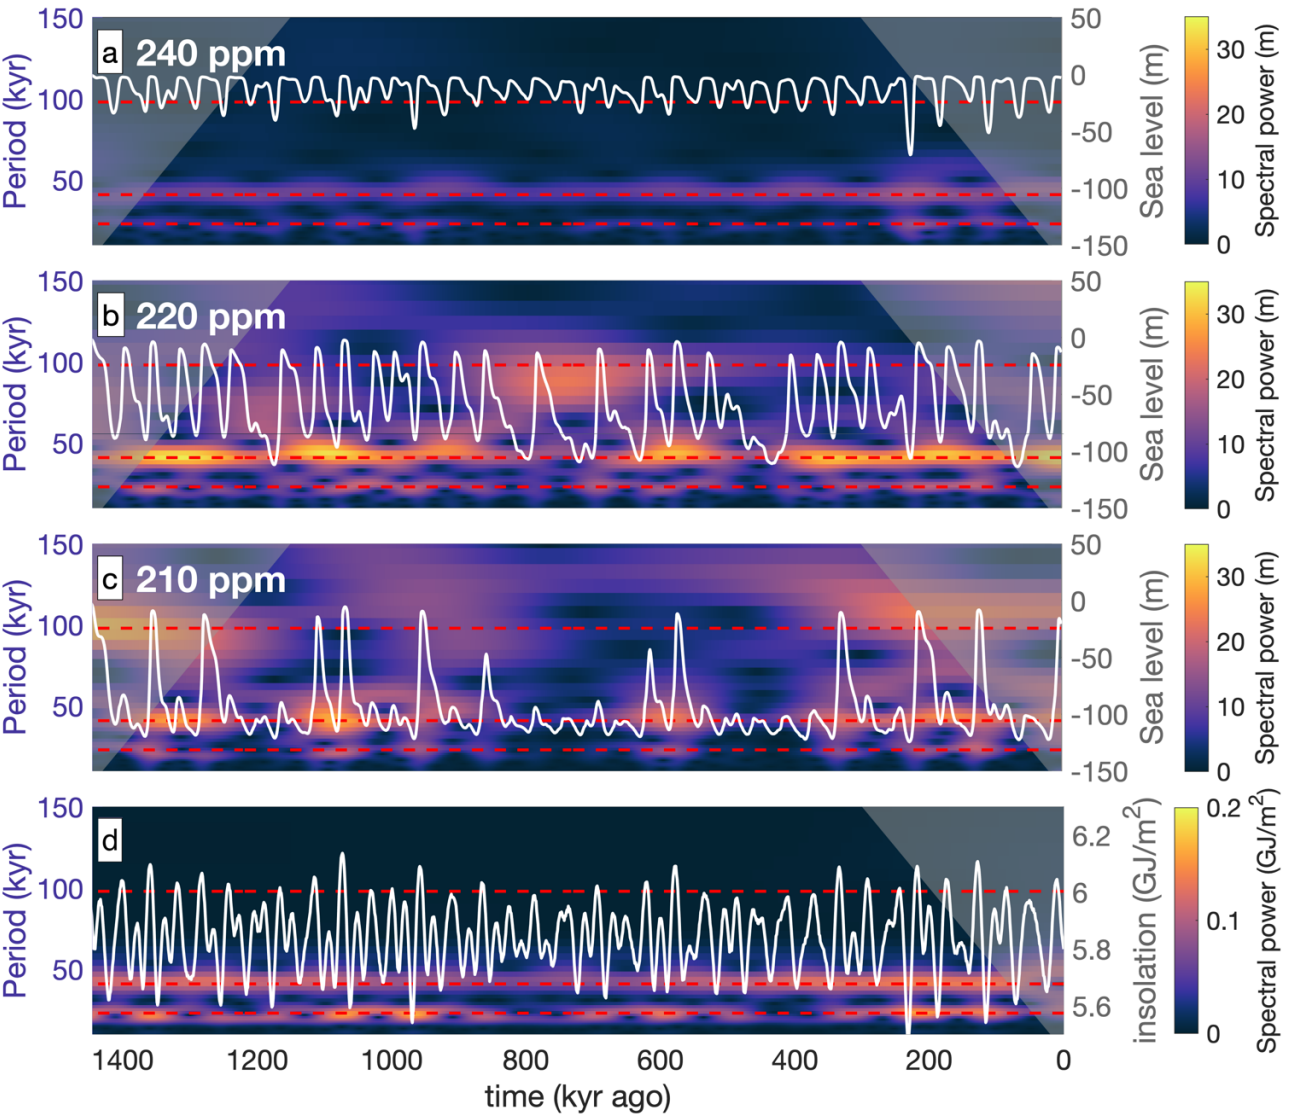 150
100
50
Period (kyr)
a
240 ppm
50
0
-50
-100
-150
Sea level (m)
30
20
10
0
Spectral power (m)
150
100
50
Period (kyr)
b
220 ppm
50
0
-50
-100
-150
Sea level (m)
30
20
10
0
Spectral power (m)
150
100
50
Period (kyr)
c
210 ppm
50
0
-50
-100
-150
Sea level (m)
30
20
10
0
Spectral power (m)
150
100
50
Period (kyr)
d
6.2
6
5.8
5.6
insolation (GJ/m²)
0.2
0.1
0
Spectral power (GJ/m²)
1400 1200 1000 800 600 400 200 0
time (kyr ago)